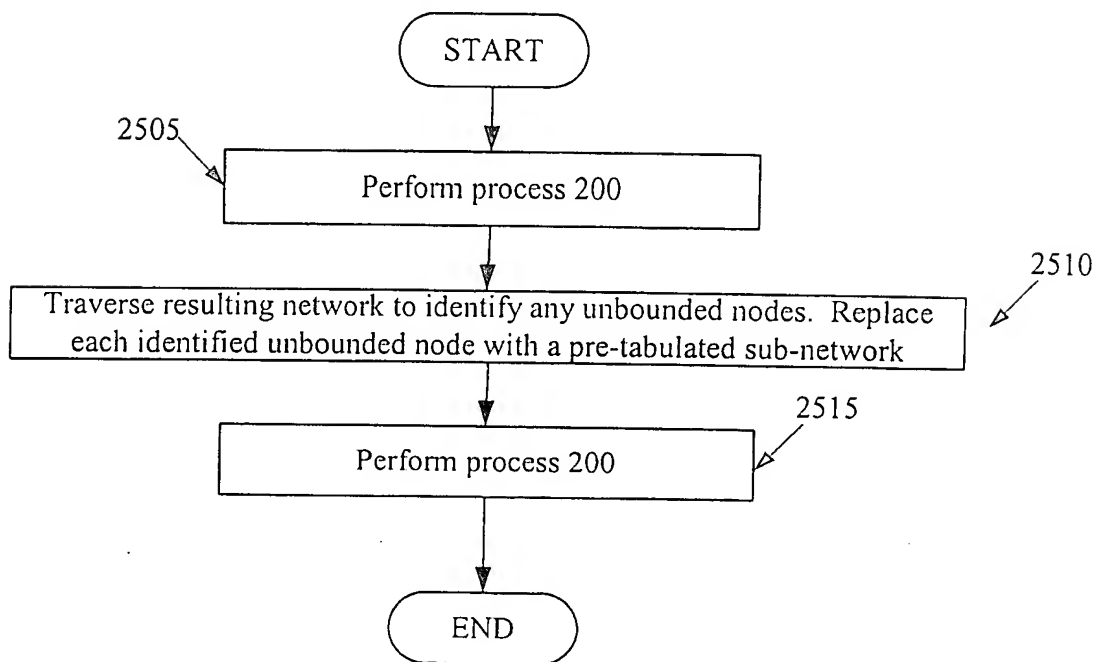 START
2505
Perform process 200
2510
Traverse resulting network to identify any unbounded nodes. Replace
each identified unbounded node with a pre-tabulated sub-network
2515
Perform process 200
END